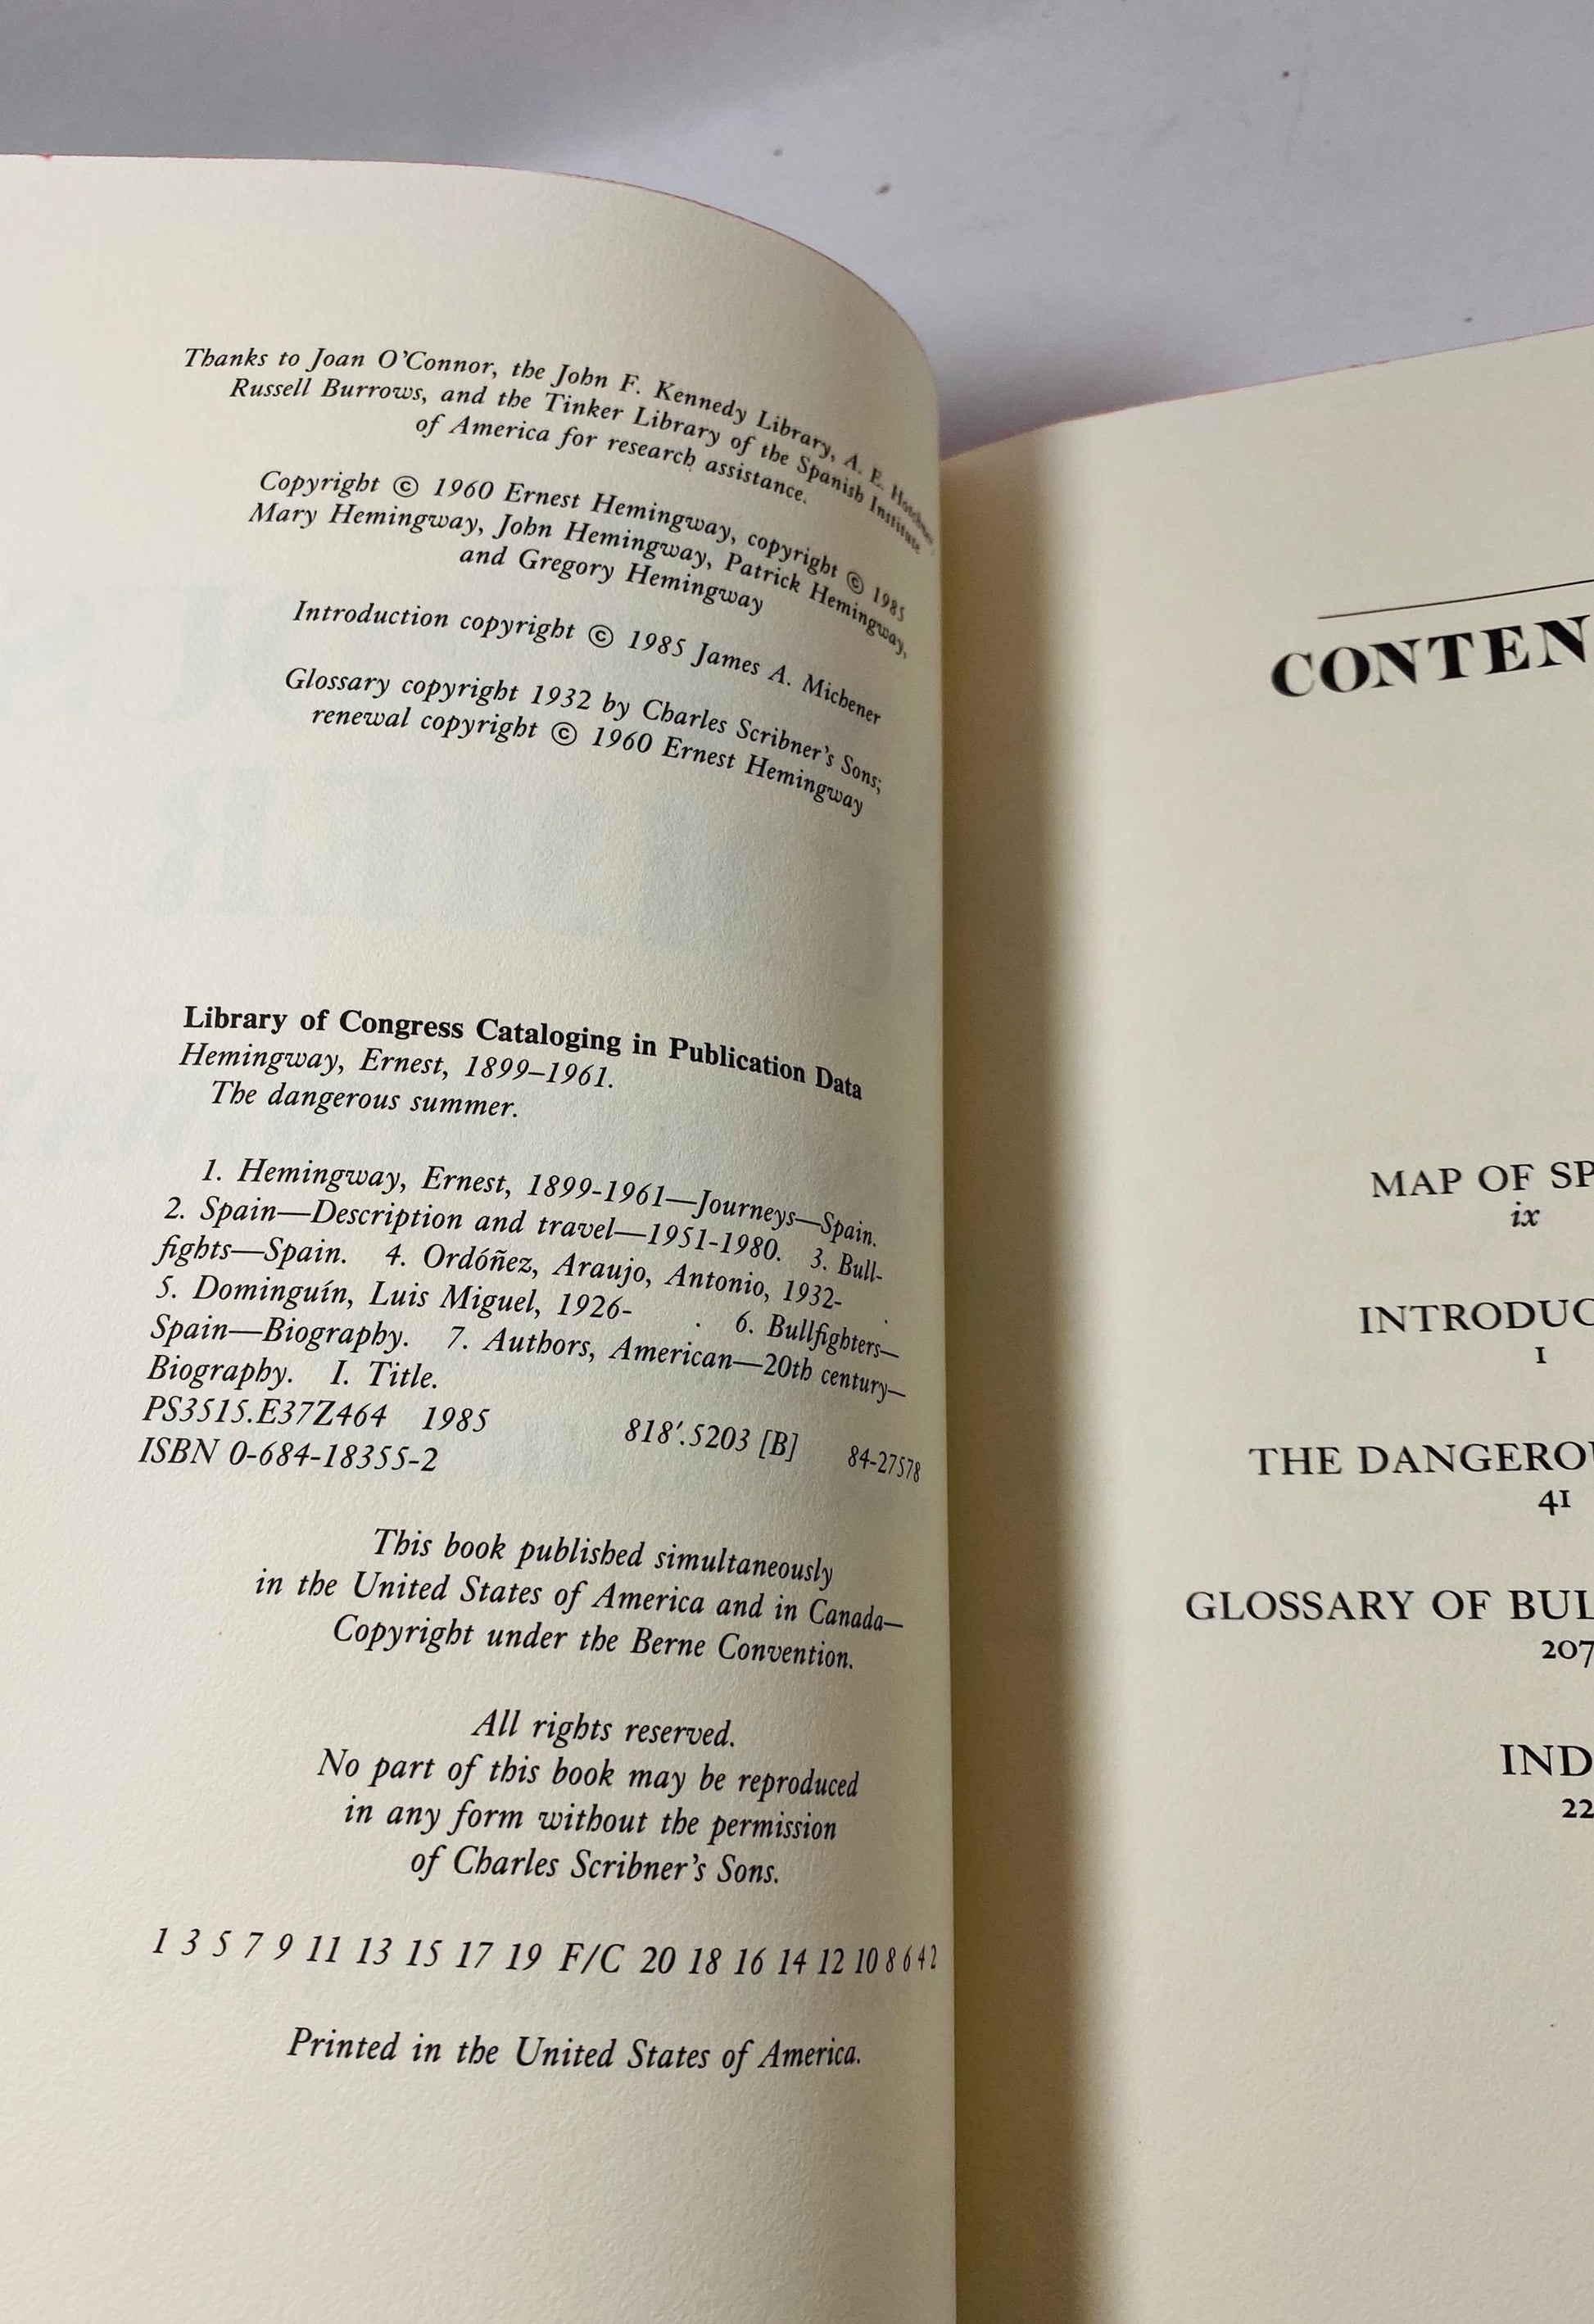 Thanks to Joan O'Connor, the John F. Kennedy Library, A. E.
Russell Burrows, and the Tinker Library of the Spanish Institute
of America for research assistance.
Copyright © 1960 Ernest Hemingway, copyright © 1985
Mary Hemingway, John Hemingway, Patrick Hemingway,
and Gregory Hemingway
Introduction copyright © 1985 James A. Michener
Glossary copyright 1932 by Charles Scribner's Sons;
renewal copyright © 1960 Ernest Hemingway
Library of Congress Cataloging in Publication Data
Hemingway, Ernest, 1899–1961.
The dangerous summer.
1. Hemingway, Ernest, 1899-1961—Journeys—Spain.
2. Spain—Description and travel—1951-1980. 3. Bull-
fights—Spain. 4. Ordóñez, Araujo, Antonio, 1932-
5. Dominguín, Luis Miguel, 1926- . 6. Bullfighters—
Spain—Biography. 7. Authors, American—20th century—
Biography. I. Title.
PS3515.E37Z464 1985 818'.5203 [B] 84-27578
ISBN 0-684-18355-2
This book published simultaneously
in the United States of America and in Canada—
Copyright under the Berne Convention.
All rights reserved.
No part of this book may be reproduced
in any form without the permission
of Charles Scribner's Sons.
1 3 5 7 9 11 13 15 17 19 F/C 20 18 16 14 12 10 8 6 4 2
Printed in the United States of America.
CONTEN
MAP OF SP
ix
INTRODUC
1
THE DANGEROU
41
GLOSSARY OF BUL
207
IND
22